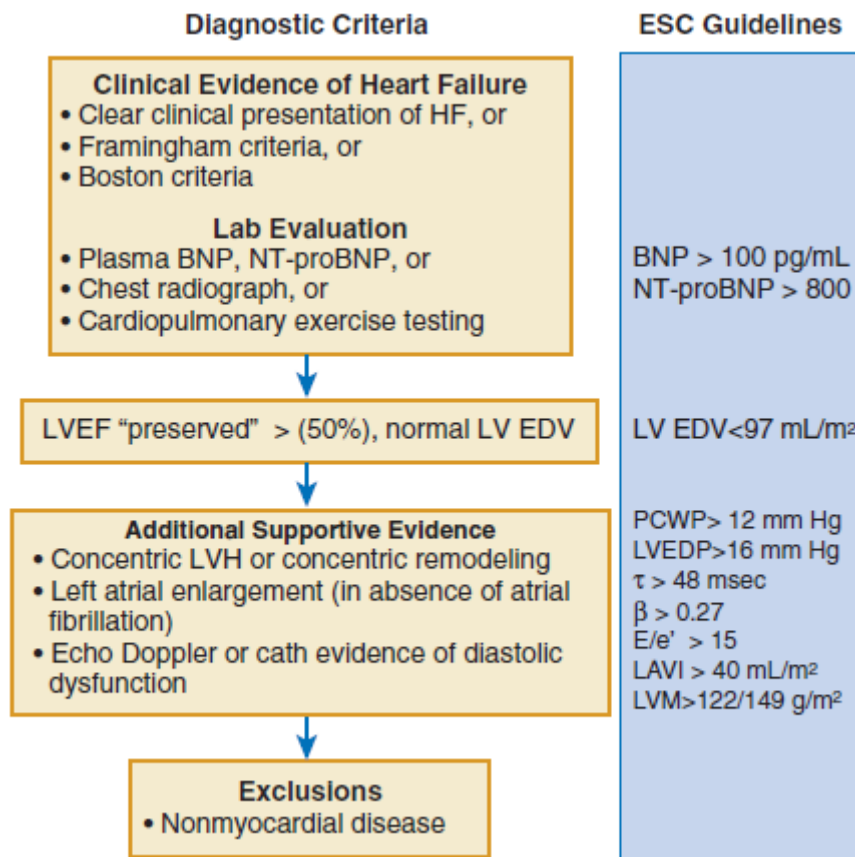 Diagnostic Criteria
Clinical Evidence of Heart Failure
• Clear clinical presentation of HF, or
• Framingham criteria, or
• Boston criteria
Lab Evaluation
• Plasma BNP, NT-proBNP, or
• Chest radiograph, or
• Cardiopulmonary exercise testing
LVEF “preserved” > (50%), normal LV EDV
Additional Supportive Evidence
• Concentric LVH or concentric remodeling
• Left atrial enlargement (in absence of atrial
fibrillation)
• Echo Doppler or cath evidence of diastolic
dysfunction
Exclusions
• Nonmyocardial disease
ESC Guidelines
BNP > 100 pg/mL
NT-proBNP > 800
LV EDV<97 mL/m²
PCWP> 12 mm Hg
LVEDP>16 mm Hg
τ > 48 msec
β > 0.27
E/e’ > 15
LAVI > 40 mL/m²
LVM>122/149 g/m²